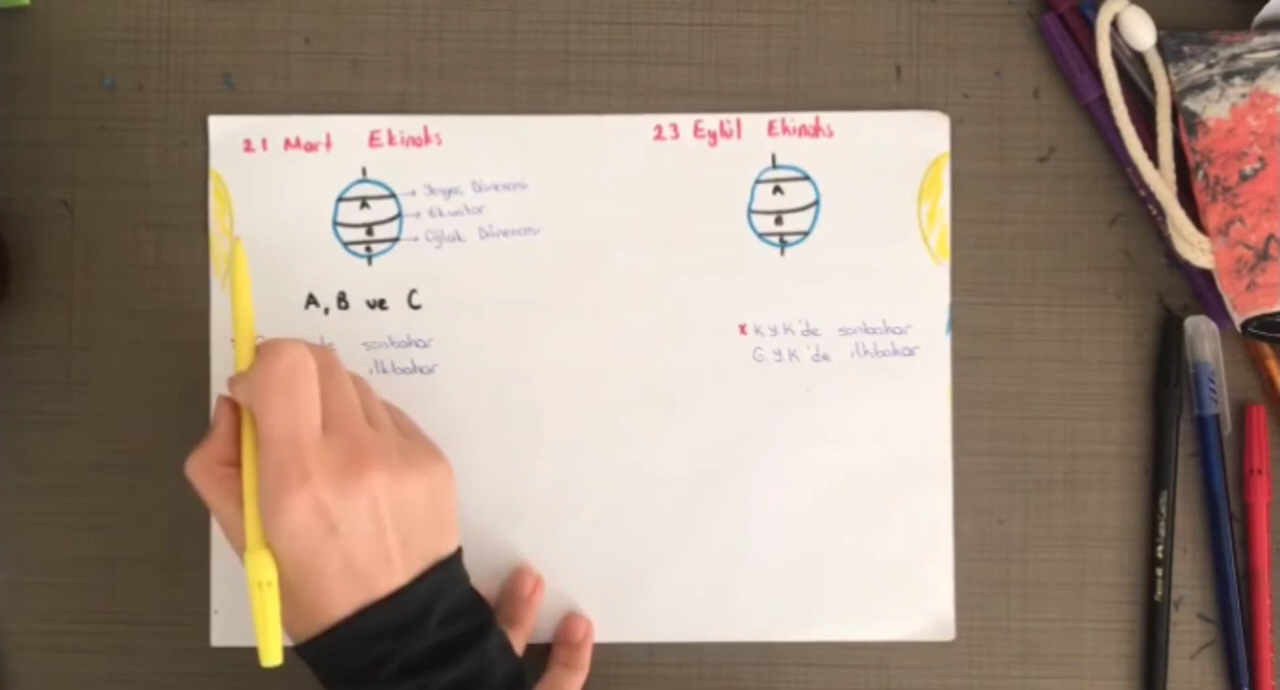 21 Mart Ekinoks
Yengeç Dönencesi
A
Ekvator
B
Oğlak Dönencesi
A, B ve C
sonbahar
ilkbahar
23 Eylül Ekinoks
A
B
C
* K.Y.K'de sonbahar
G.Y.K'de ilkbahar